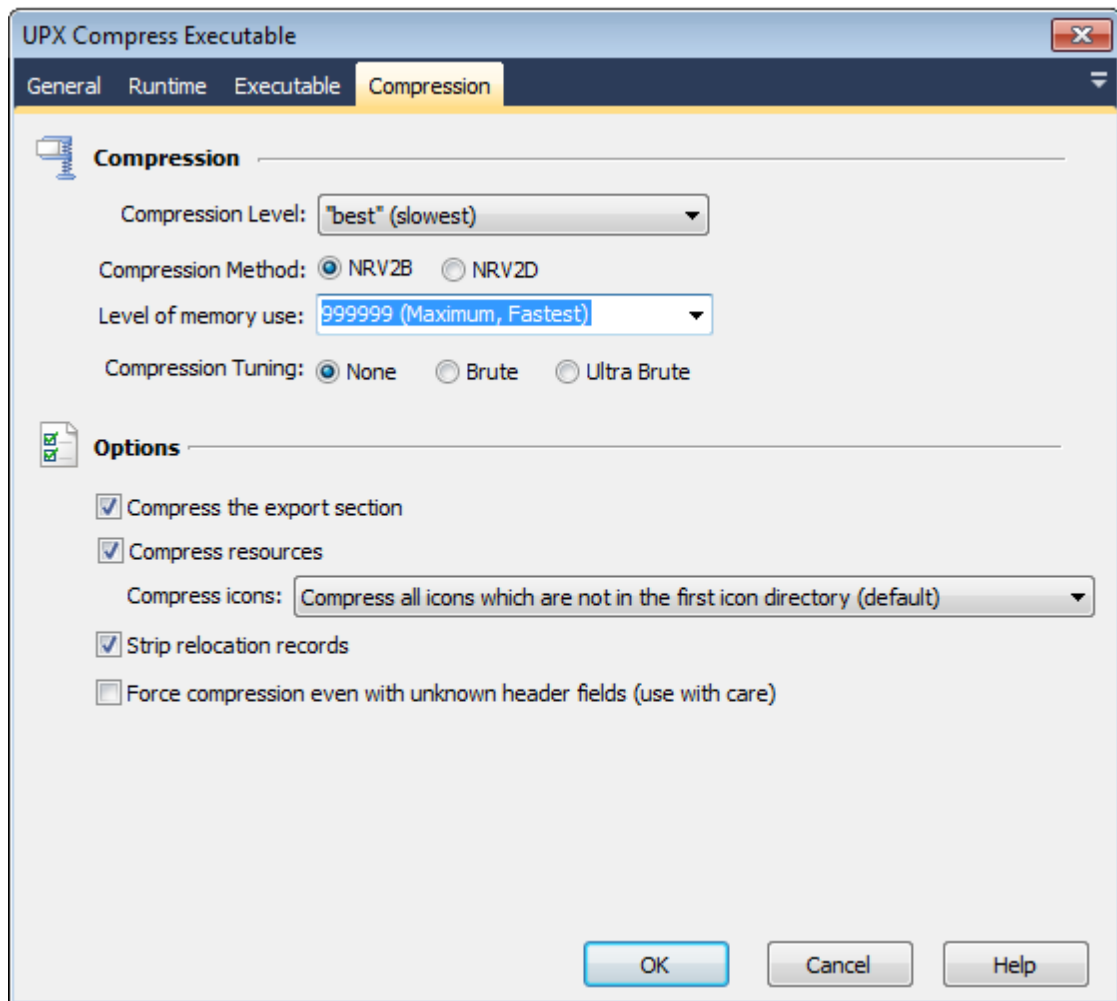 UPX Compress Executable
General Runtime Executable Compression
Compression
Compression Level: "best" (slowest)
Compression Method: NRV2B NRV2D
Level of memory use: 999999 (Maximum, Fastest)
Compression Tuning: None Brute Ultra Brute
Options
Compress the export section
Compress resources
Compress icons: Compress all icons which are not in the first icon directory (default)
Strip relocation records
Force compression even with unknown header fields (use with care)
OK Cancel Help